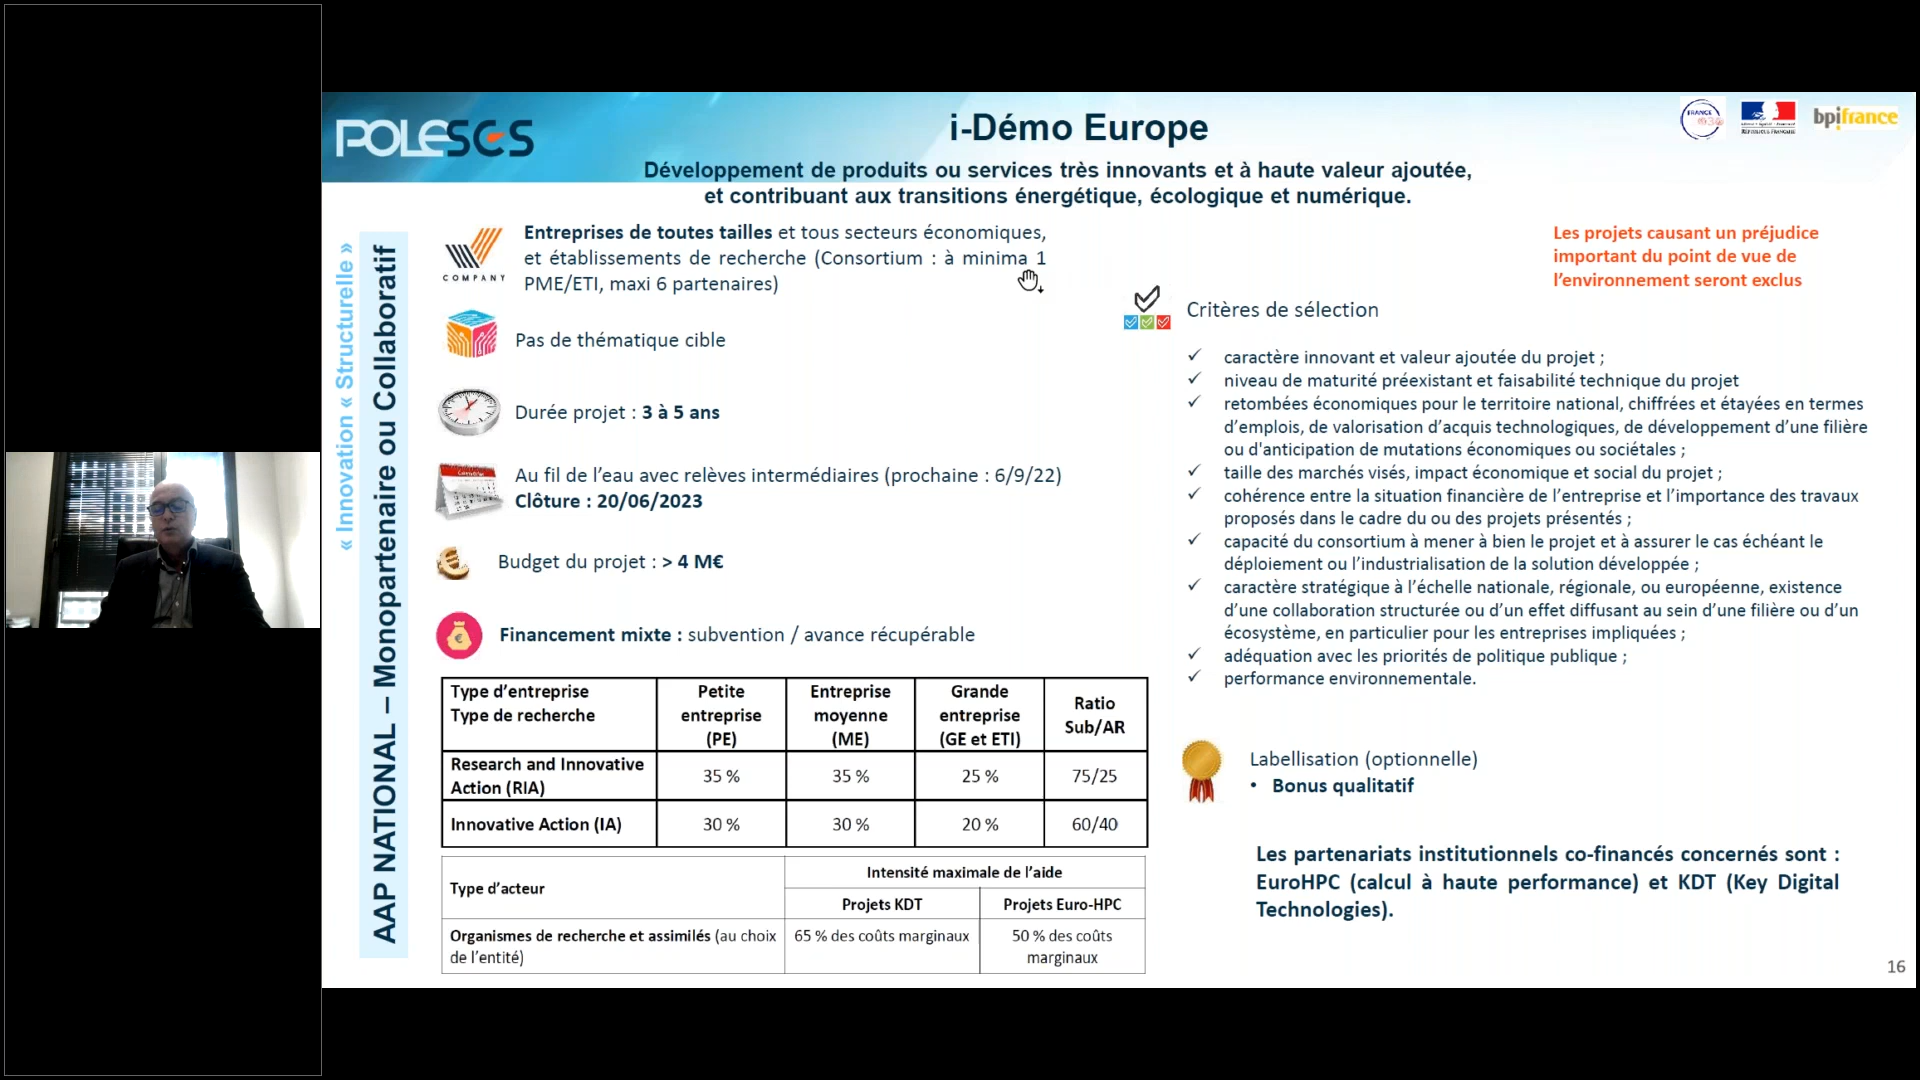 POLESCS
i-Démo Europe
FRANCE
2030
RÉPUBLIQUE FRANÇAISE
bpifrance
Développement de produits ou services très innovants et à haute valeur ajoutée,
et contribuant aux transitions énergétique, écologique et numérique.
« Innovation « Structurelle »
AAP NATIONAL – Monopartenaire ou Collaboratif
COMPANY
Entreprises de toutes tailles et tous secteurs économiques,
et établissements de recherche (Consortium : à minima 1
PME/ETI, maxi 6 partenaires)
Pas de thématique cible
Durée projet : 3 à 5 ans
Au fil de l’eau avec relèves intermédiaires (prochaine : 6/9/22)
Clôture : 20/06/2023
Budget du projet : > 4 M€
Financement mixte : subvention / avance récupérable
Type d’entreprise
Type de recherche
Petite
entreprise
(PE)
Entreprise
moyenne
(ME)
Grande
entreprise
(GE et ETI)
Ratio
Sub/AR
Research and Innovative
Action (RIA)
35 %
35 %
25 %
75/25
Innovative Action (IA)
30 %
30 %
20 %
60/40
Type d’acteur
Intensité maximale de l’aide
Projets KDT
Projets Euro-HPC
Organismes de recherche et assimilés (au choix
de l’entité)
65 % des coûts marginaux
50 % des coûts
marginaux
Les projets causant un préjudice
important du point de vue de
l’environnement seront exclus
Critères de sélection
caractère innovant et valeur ajoutée du projet ;
niveau de maturité préexistant et faisabilité technique du projet
retombées économiques pour le territoire national, chiffrées et étayées en termes
d’emplois, de valorisation d’acquis technologiques, de développement d’une filière
ou d'anticipation de mutations économiques ou sociétales ;
taille des marchés visés, impact économique et social du projet ;
cohérence entre la situation financière de l’entreprise et l’importance des travaux
proposés dans le cadre du ou des projets présentés ;
capacité du consortium à mener à bien le projet et à assurer le cas échéant le
déploiement ou l’industrialisation de la solution développée ;
caractère stratégique à l’échelle nationale, régionale, ou européenne, existence
d’une collaboration structurée ou d’un effet diffusant au sein d’une filière ou d’un
écosystème, en particulier pour les entreprises impliquées ;
adéquation avec les priorités de politique publique ;
performance environnementale.
Labellisation (optionnelle)
• Bonus qualitatif
Les partenariats institutionnels co-financés concernés sont :
EuroHPC (calcul à haute performance) et KDT (Key Digital
Technologies).
16